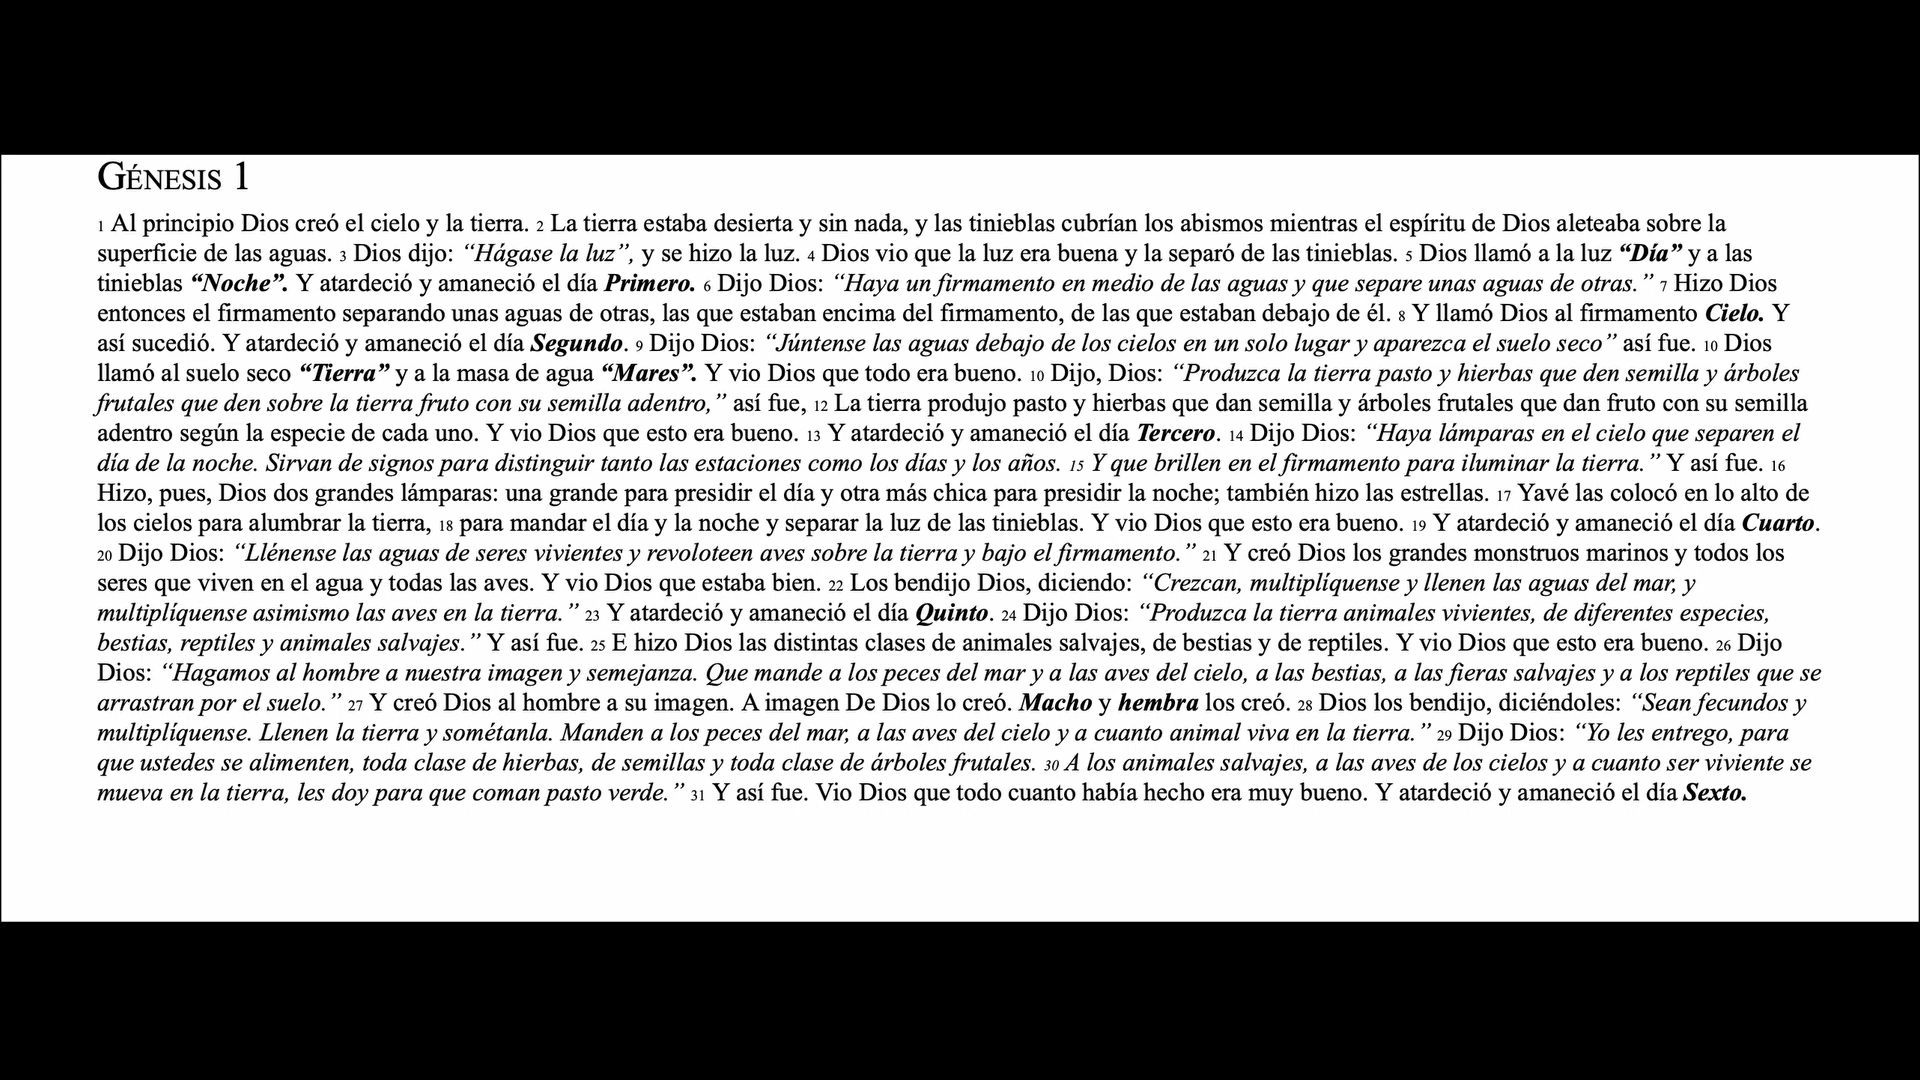 GÉNESIS 1
1 Al principio Dios creó el cielo y la tierra. 2 La tierra estaba desierta y sin nada, y las tinieblas cubrían los abismos mientras el espíritu de Dios aleteaba sobre la
superficie de las aguas. 3 Dios dijo: “Hágase la luz”, y se hizo la luz. 4 Dios vio que la luz era buena y la separó de las tinieblas. 5 Dios llamó a la luz “Día” y a las
tinieblas “Noche”. Y atardeció y amaneció el día Primero. 6 Dijo Dios: “Haya un firmamento en medio de las aguas y que separe unas aguas de otras.” 7 Hizo Dios
entonces el firmamento separando unas aguas de otras, las que estaban encima del firmamento, de las que estaban debajo de él. 8 Y llamó Dios al firmamento Cielo. Y
así sucedió. Y atardeció y amaneció el día Segundo. 9 Dijo Dios: “Júntense las aguas debajo de los cielos en un solo lugar y aparezca el suelo seco” así fue. 10 Dios
llamó al suelo seco “Tierra” y a la masa de agua “Mares”. Y vio Dios que todo era bueno. 10 Dijo, Dios: “Produzca la tierra pasto y hierbas que den semilla y árboles
frutales que den sobre la tierra fruto con su semilla adentro,” así fue, 12 La tierra produjo pasto y hierbas que dan semilla y árboles frutales que dan fruto con su semilla
adentro según la especie de cada uno. Y vio Dios que esto era bueno. 13 Y atardeció y amaneció el día Tercero. 14 Dijo Dios: “Haya lámparas en el cielo que separen el
día de la noche. Sirvan de signos para distinguir tanto las estaciones como los días y los años. 15 Y que brillen en el firmamento para iluminar la tierra.” Y así fue. 16
Hizo, pues, Dios dos grandes lámparas: una grande para presidir el día y otra más chica para presidir la noche; también hizo las estrellas. 17 Yavé las colocó en lo alto de
los cielos para alumbrar la tierra, 18 para mandar el día y la noche y separar la luz de las tinieblas. Y vio Dios que esto era bueno. 19 Y atardeció y amaneció el día Cuarto.
20 Dijo Dios: “Llénense las aguas de seres vivientes y revoloteen aves sobre la tierra y bajo el firmamento.” 21 Y creó Dios los grandes monstruos marinos y todos los
seres que viven en el agua y todas las aves. Y vio Dios que estaba bien. 22 Los bendijo Dios, diciendo: “Crezcan, multiplíquense y llenen las aguas del mar, y
multiplíquense asimismo las aves en la tierra.” 23 Y atardeció y amaneció el día Quinto. 24 Dijo Dios: “Produzca la tierra animales vivientes, de diferentes especies,
bestias, reptiles y animales salvajes.” Y así fue. 25 E hizo Dios las distintas clases de animales salvajes, de bestias y de reptiles. Y vio Dios que esto era bueno. 26 Dijo
Dios: “Hagamos al hombre a nuestra imagen y semejanza. Que mande a los peces del mar y a las aves del cielo, a las bestias, a las fieras salvajes y a los reptiles que se
arrastran por el suelo.” 27 Y creó Dios al hombre a su imagen. A imagen De Dios lo creó. Macho y hembra los creó. 28 Dios los bendijo, diciéndoles: “Sean fecundos y
multiplíquense. Llenen la tierra y sométanla. Manden a los peces del mar, a las aves del cielo y a cuanto animal viva en la tierra.” 29 Dijo Dios: “Yo les entrego, para
que ustedes se alimenten, toda clase de hierbas, de semillas y toda clase de árboles frutales. 30 A los animales salvajes, a las aves de los cielos y a cuanto ser viviente se
mueva en la tierra, les doy para que coman pasto verde.” 31 Y así fue. Vio Dios que todo cuanto había hecho era muy bueno. Y atardeció y amaneció el día Sexto.